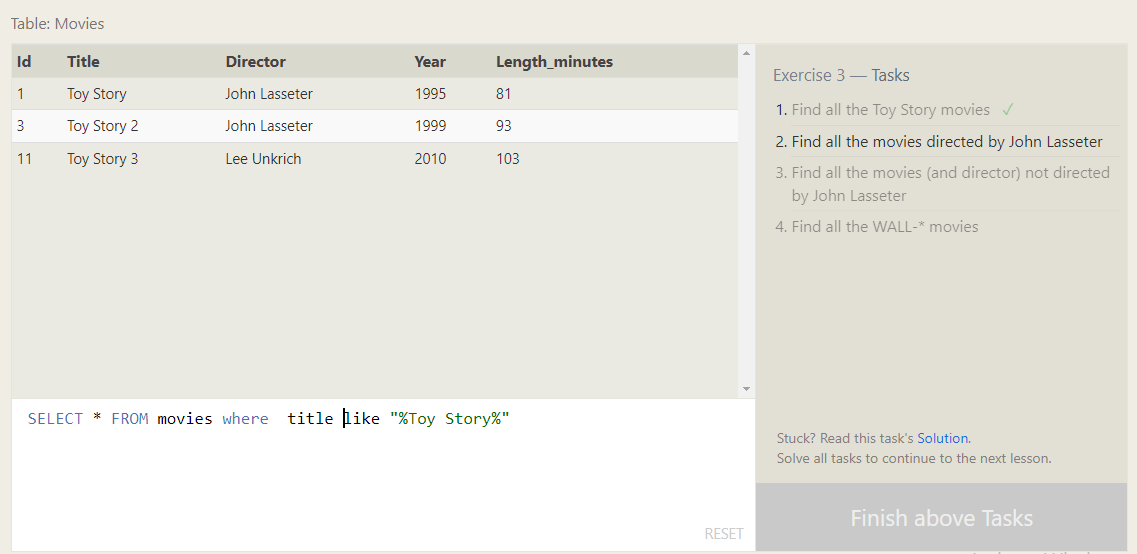 Table: Movies
Id Title Director Year Length_minutes
1 Toy Story John Lasseter 1995 81
3 Toy Story 2 John Lasseter 1999 93
11 Toy Story 3 Lee Unkrich 2010 103
SELECT * FROM movies where  title like "%Toy Story%"
RESET
Exercise 3 — Tasks
1. Find all the Toy Story movies ✓
2. Find all the movies directed by John Lasseter
3. Find all the movies (and director) not directed
by John Lasseter
4. Find all the WALL-* movies
Stuck? Read this task's Solution.
Solve all tasks to continue to the next lesson.
Finish above Tasks